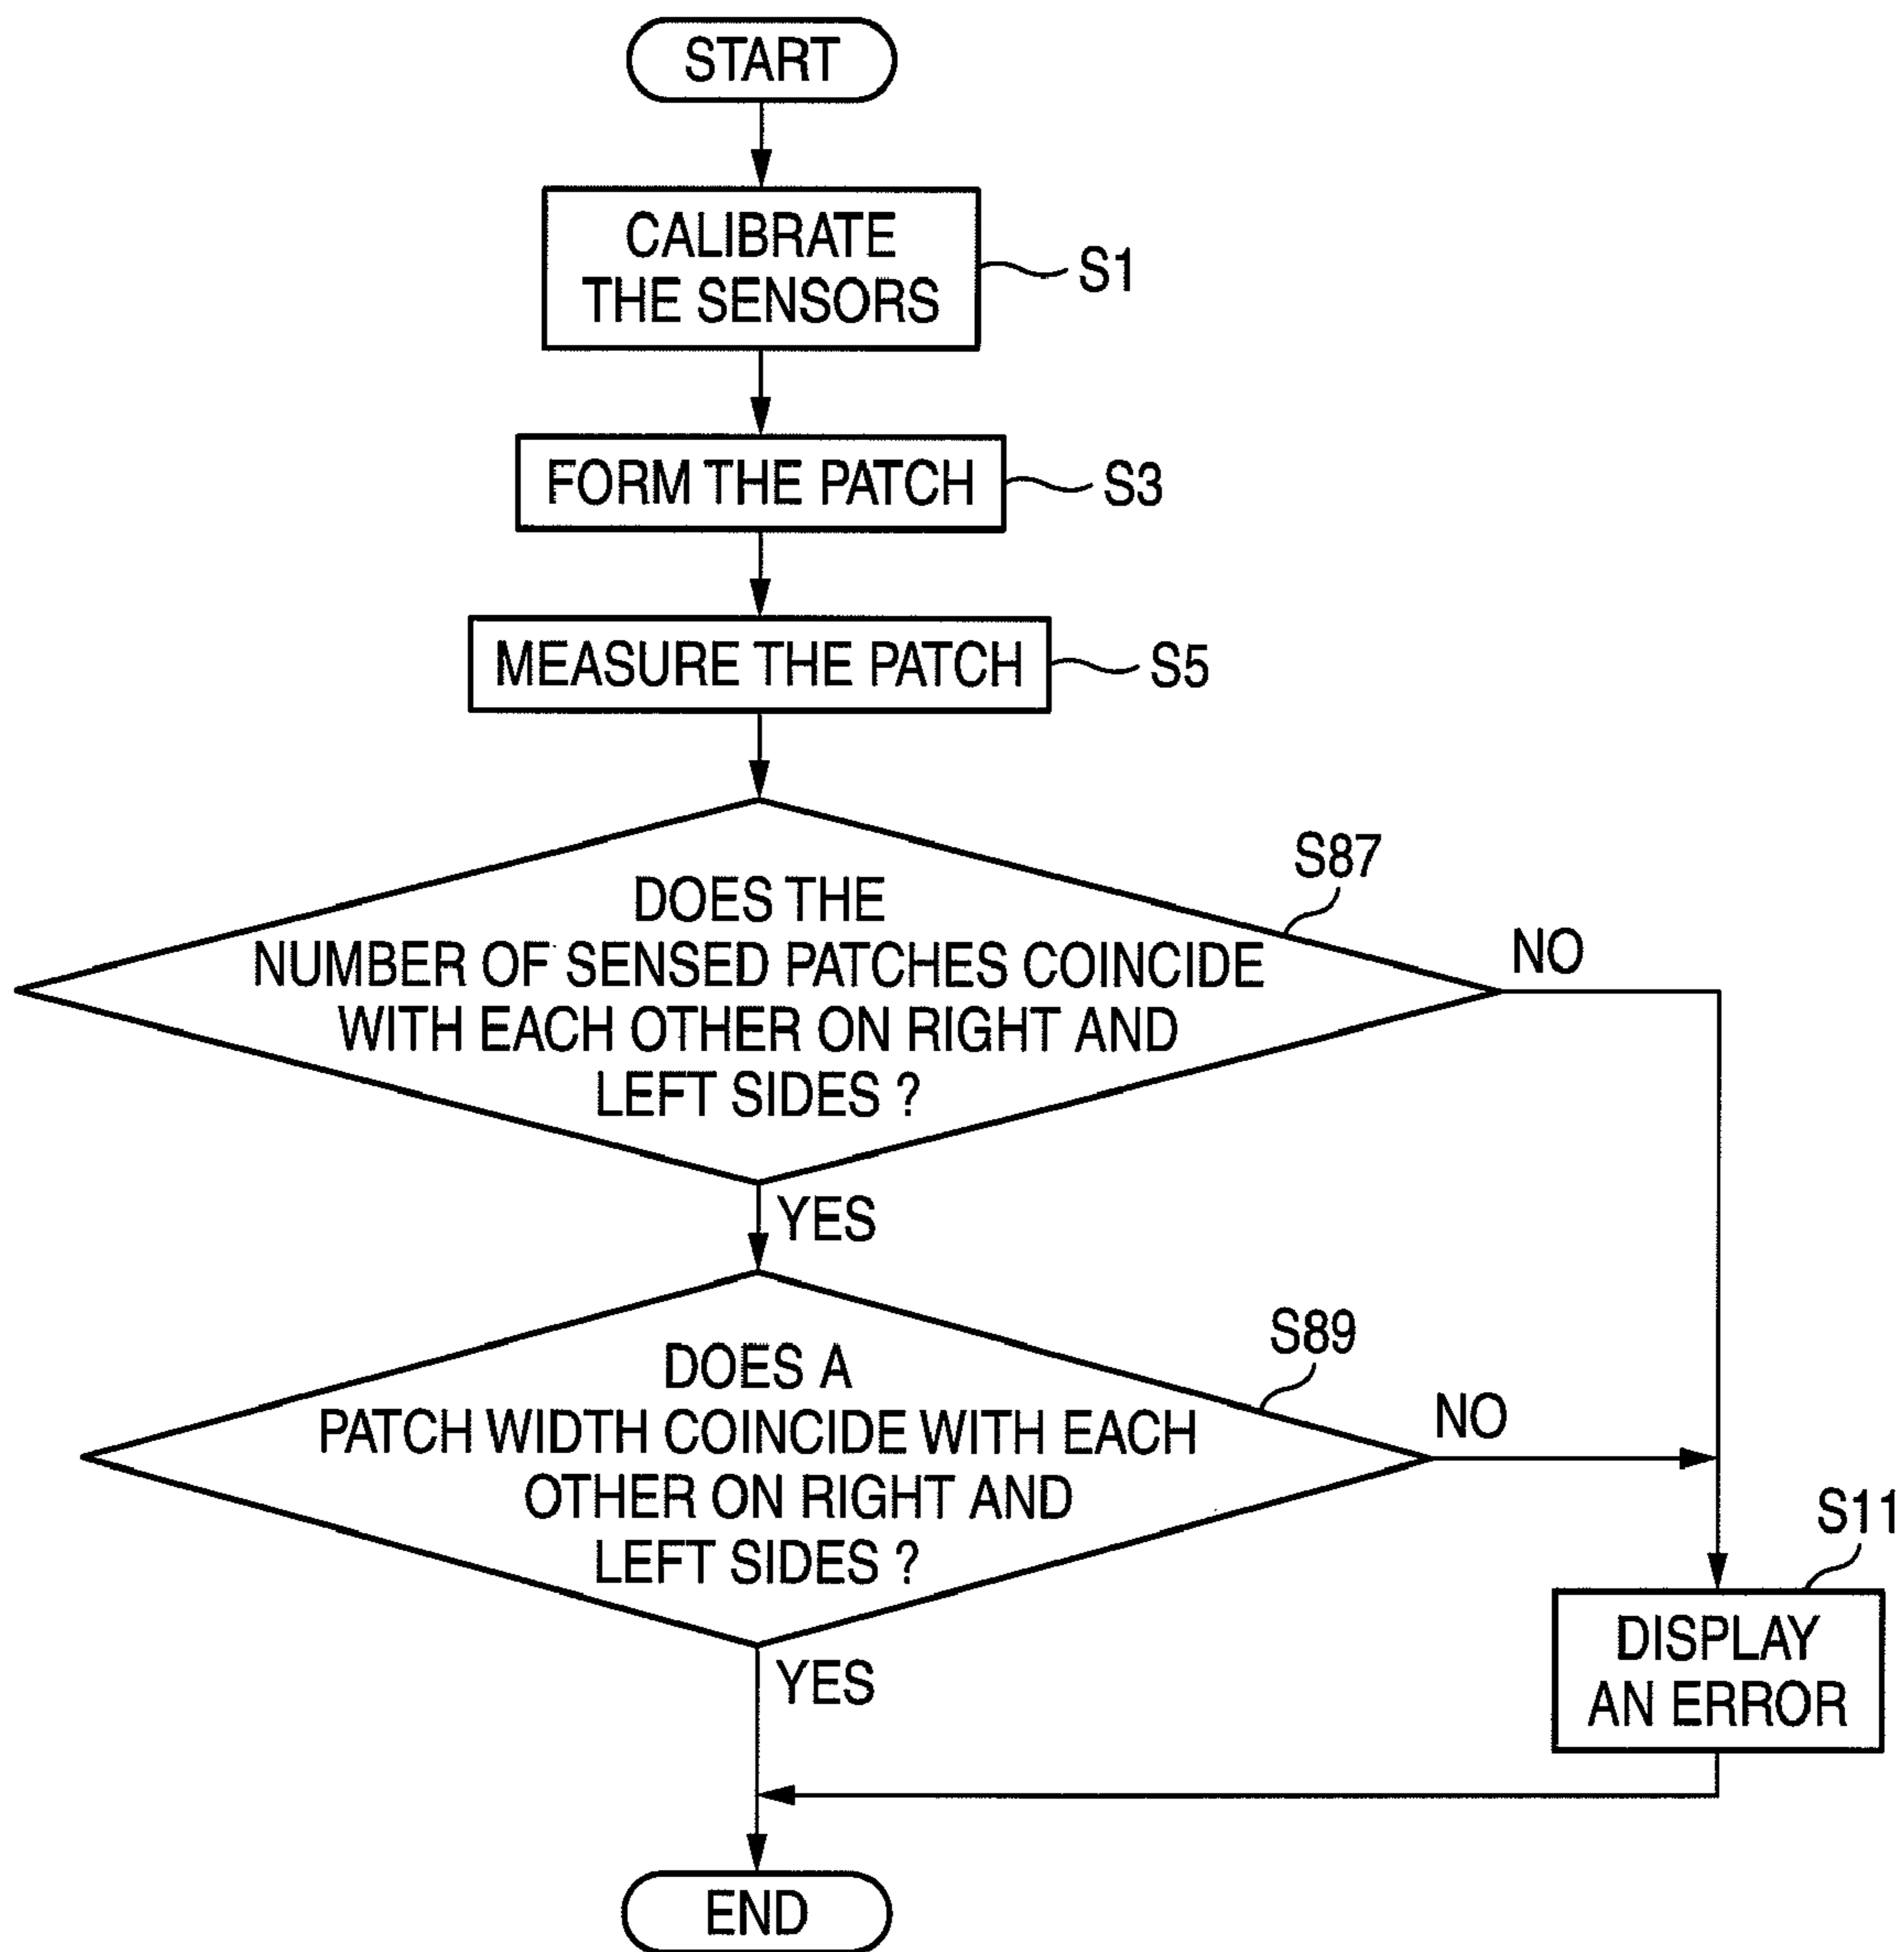 START
CALIBRATE
THE SENSORS
S1
FORM THE PATCH
S3
MEASURE THE PATCH
S5
S87
DOES THE
NUMBER OF SENSED PATCHES COINCIDE
WITH EACH OTHER ON RIGHT AND
LEFT SIDES ?
NO
YES
S89
DOES A
PATCH WIDTH COINCIDE WITH EACH
OTHER ON RIGHT AND
LEFT SIDES ?
NO
YES
S11
DISPLAY
AN ERROR
END